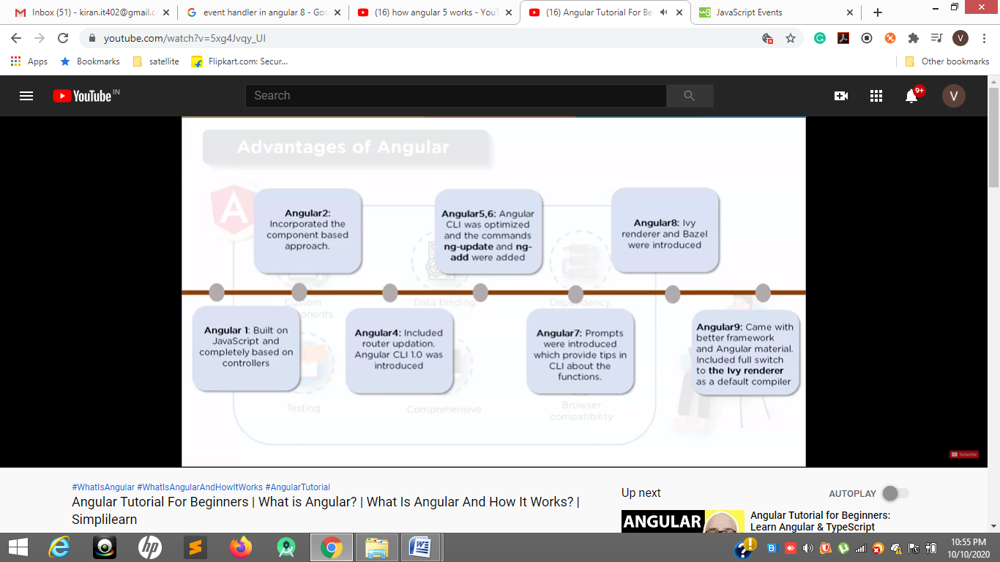 Inbox (51) - kiran.it402@gmail.c
event handler in angular 8 - Goo
(16) how angular 5 works - YouT
(16) Angular Tutorial For Be
JavaScript Events
youtube.com/watch?v=5xg4Jvqy_UI
V
Apps
Bookmarks
satellite
Flipkart.com: Secur...
Other bookmarks
YouTube IN
Search
9+
V
Advantages of Angular
Angular2:
Incorporated the
component based
approach.
Angular5,6: Angular
CLI was optimized
and the commands
ng-update and ng-
add were added
Angular8: Ivy
renderer and Bazel
were introduced
Custom
Components
Data binding
Dependency
Angular 1: Built on
JavaScript and
completely based on
controllers
Angular4: Included
router updation.
Angular CLI 1.0 was
introduced
Angular7: Prompts
were introduced
which provide tips in
CLI about the
functions.
Angular9: Came with
better framework
and Angular material.
Included full switch
to the Ivy renderer
as a default compiler
Testing
Comprehensive
Browser
compatibility
Subscribe
#WhatIsAngular #WhatIsAngularAndHowItWorks #AngularTutorial
Angular Tutorial For Beginners | What is Angular? | What Is Angular And How It Works? |
Simplilearn
Up next
AUTOPLAY
ANGULAR
Angular Tutorial for Beginners:
Learn Angular & TypeScript
10:55 PM
10/10/2020